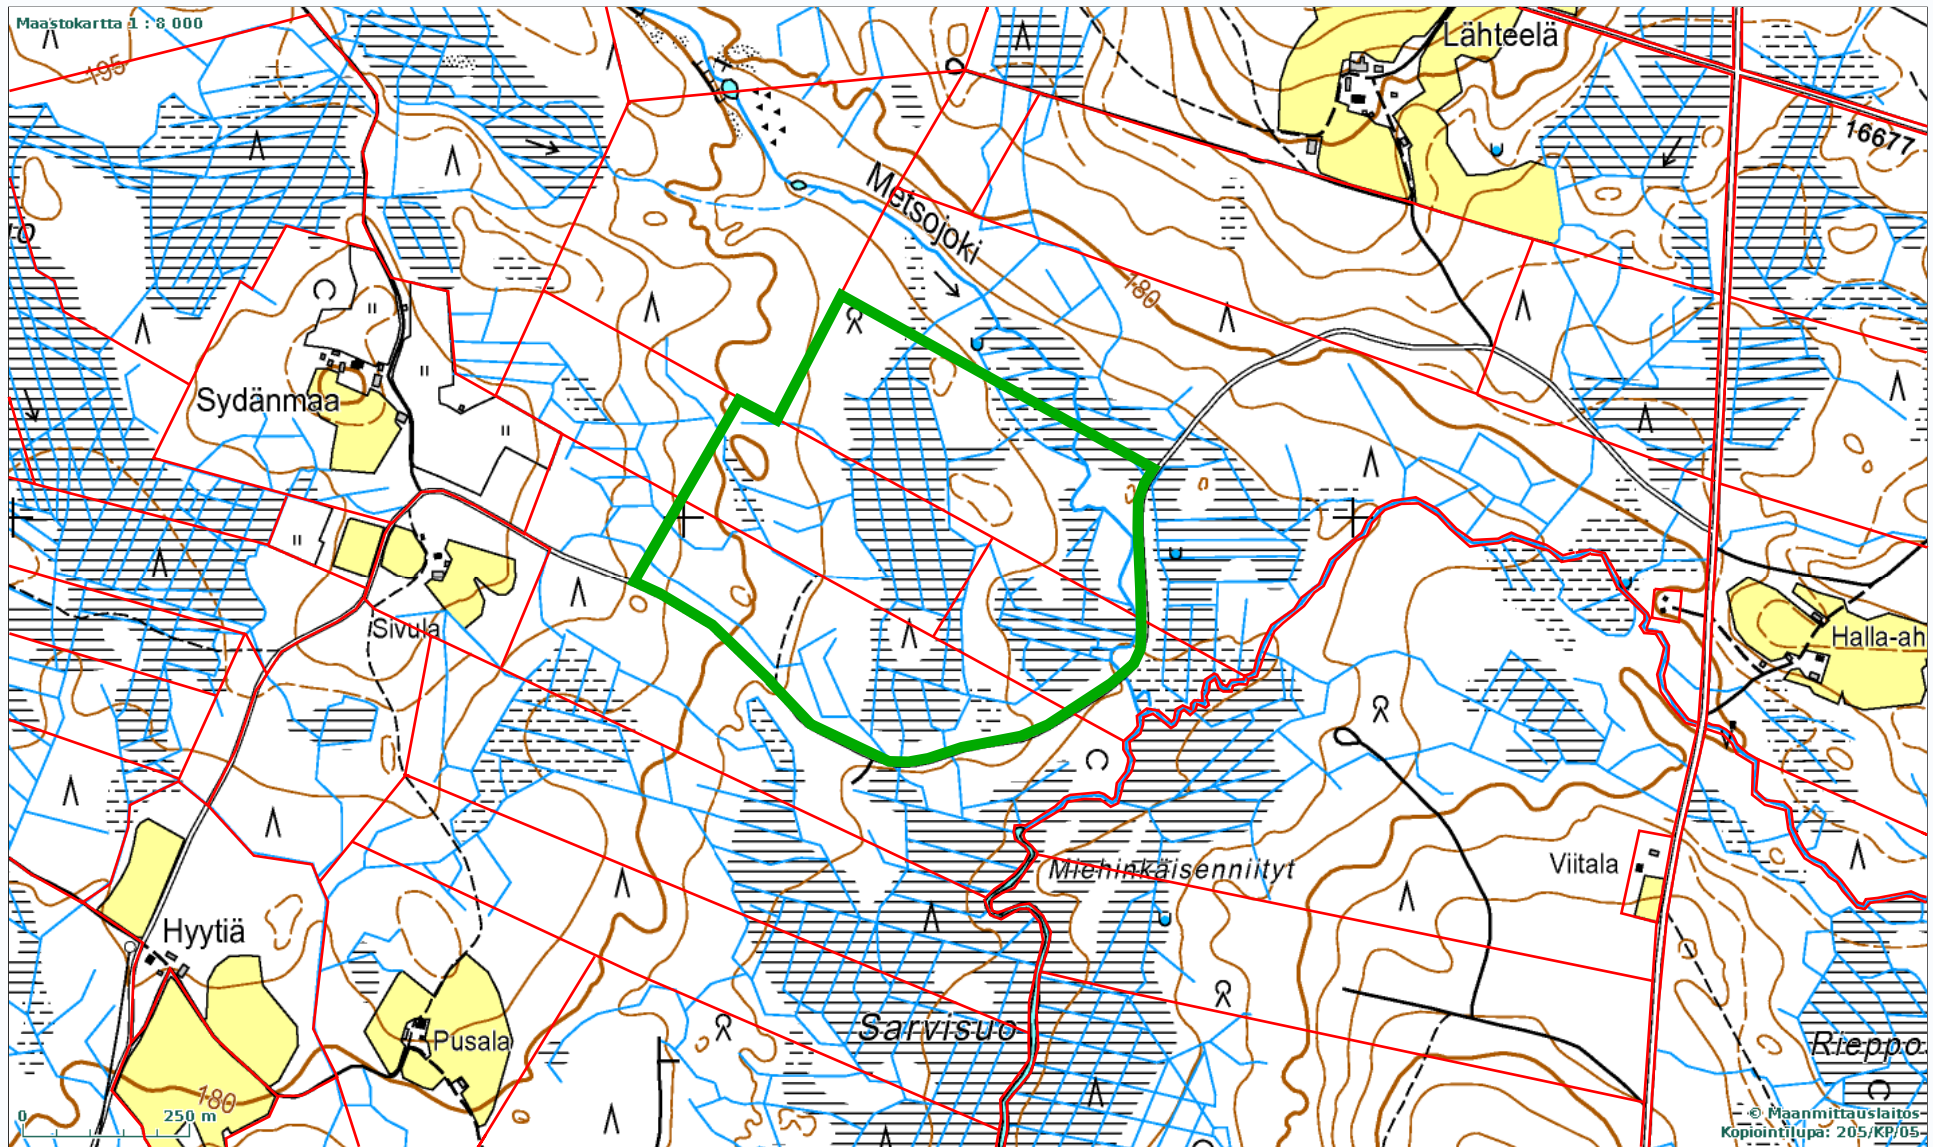 Maastokartta 1 : 8 000
Lähteelä
195
16677
Metsojoki
180
Sydänmaa
Sivula
Halla-ah
Viitala
Miehinkäisenniityt
Hyytiä
Sarvisuo
Pusala
Rieppo
180
0 250 m
© Maanmittauslaitos
Kopiointilupa: 205/KP/05